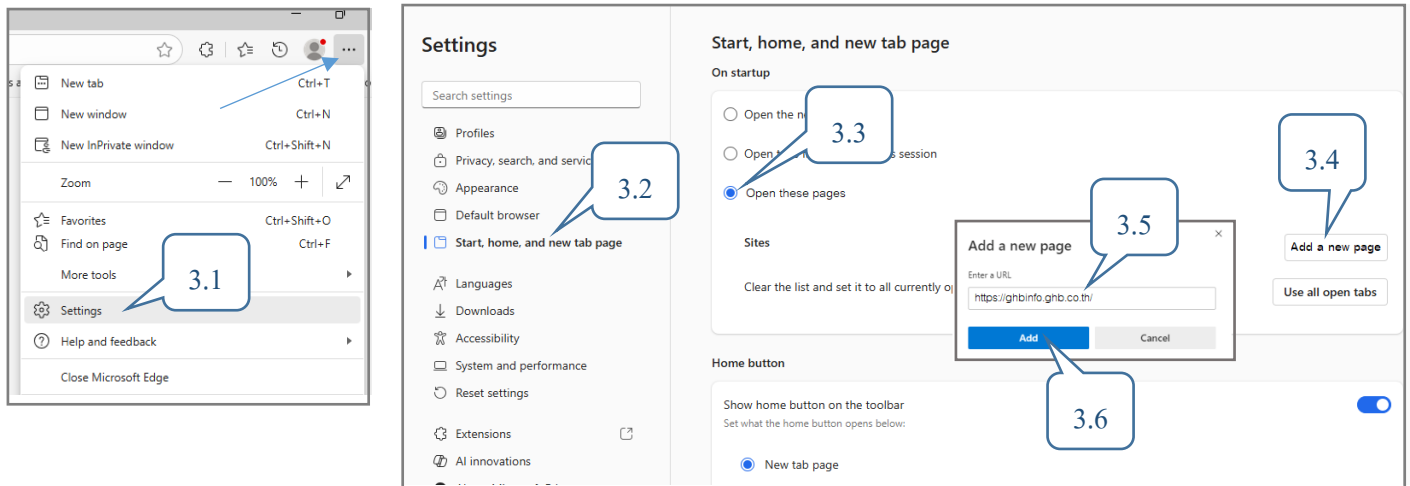 New tab Ctrl+T
New window Ctrl+N
New InPrivate window Ctrl+Shift+N
Zoom — 100% +
Favorites Ctrl+Shift+O
Find on page Ctrl+F
More tools
3.1
Settings
Help and feedback
Close Microsoft Edge
Settings
Search settings
Profiles
Privacy, search, and servic
Appearance
3.2
Default browser
Start, home, and new tab page
Languages
Downloads
Accessibility
System and performance
Reset settings
Extensions
AI innovations
Start, home, and new tab page
On startup
Open the n
3.3
Open s session
Open these pages
3.4
Sites
Add a new page
Clear the list and set it to all currently o
Use all open tabs
3.5
Add a new page
Enter a URL
https://ghbinfo.ghb.co.th/
Add Cancel
3.6
Home button
Show home button on the toolbar
Set what the home button opens below:
New tab page